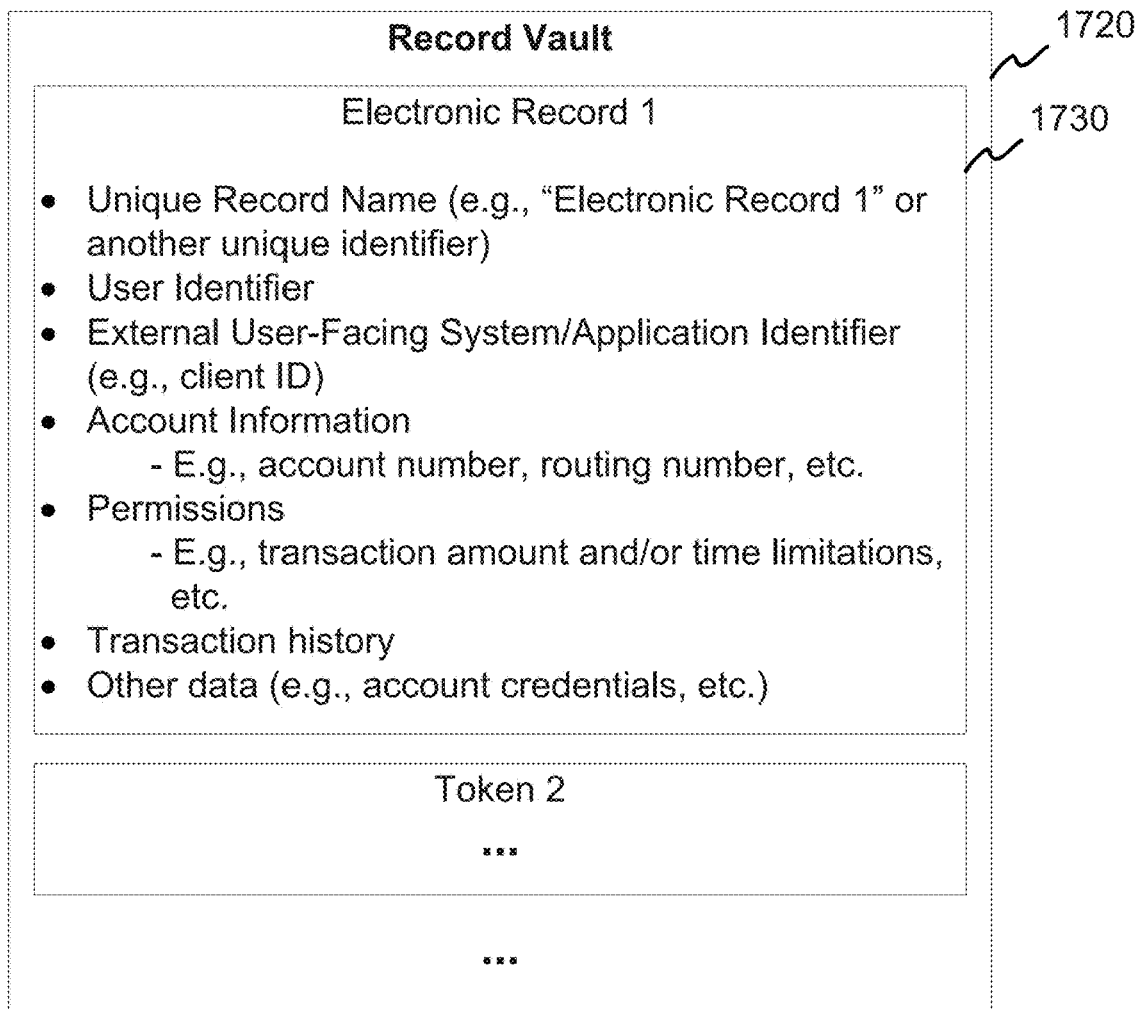 Record Vault
1720
Electronic Record 1
1730
• Unique Record Name (e.g., “Electronic Record 1” or
another unique identifier)
• User Identifier
• External User-Facing System/Application Identifier
(e.g., client ID)
• Account Information
- E.g., account number, routing number, etc.
• Permissions
- E.g., transaction amount and/or time limitations,
etc.
• Transaction history
• Other data (e.g., account credentials, etc.)
Token 2
...
...